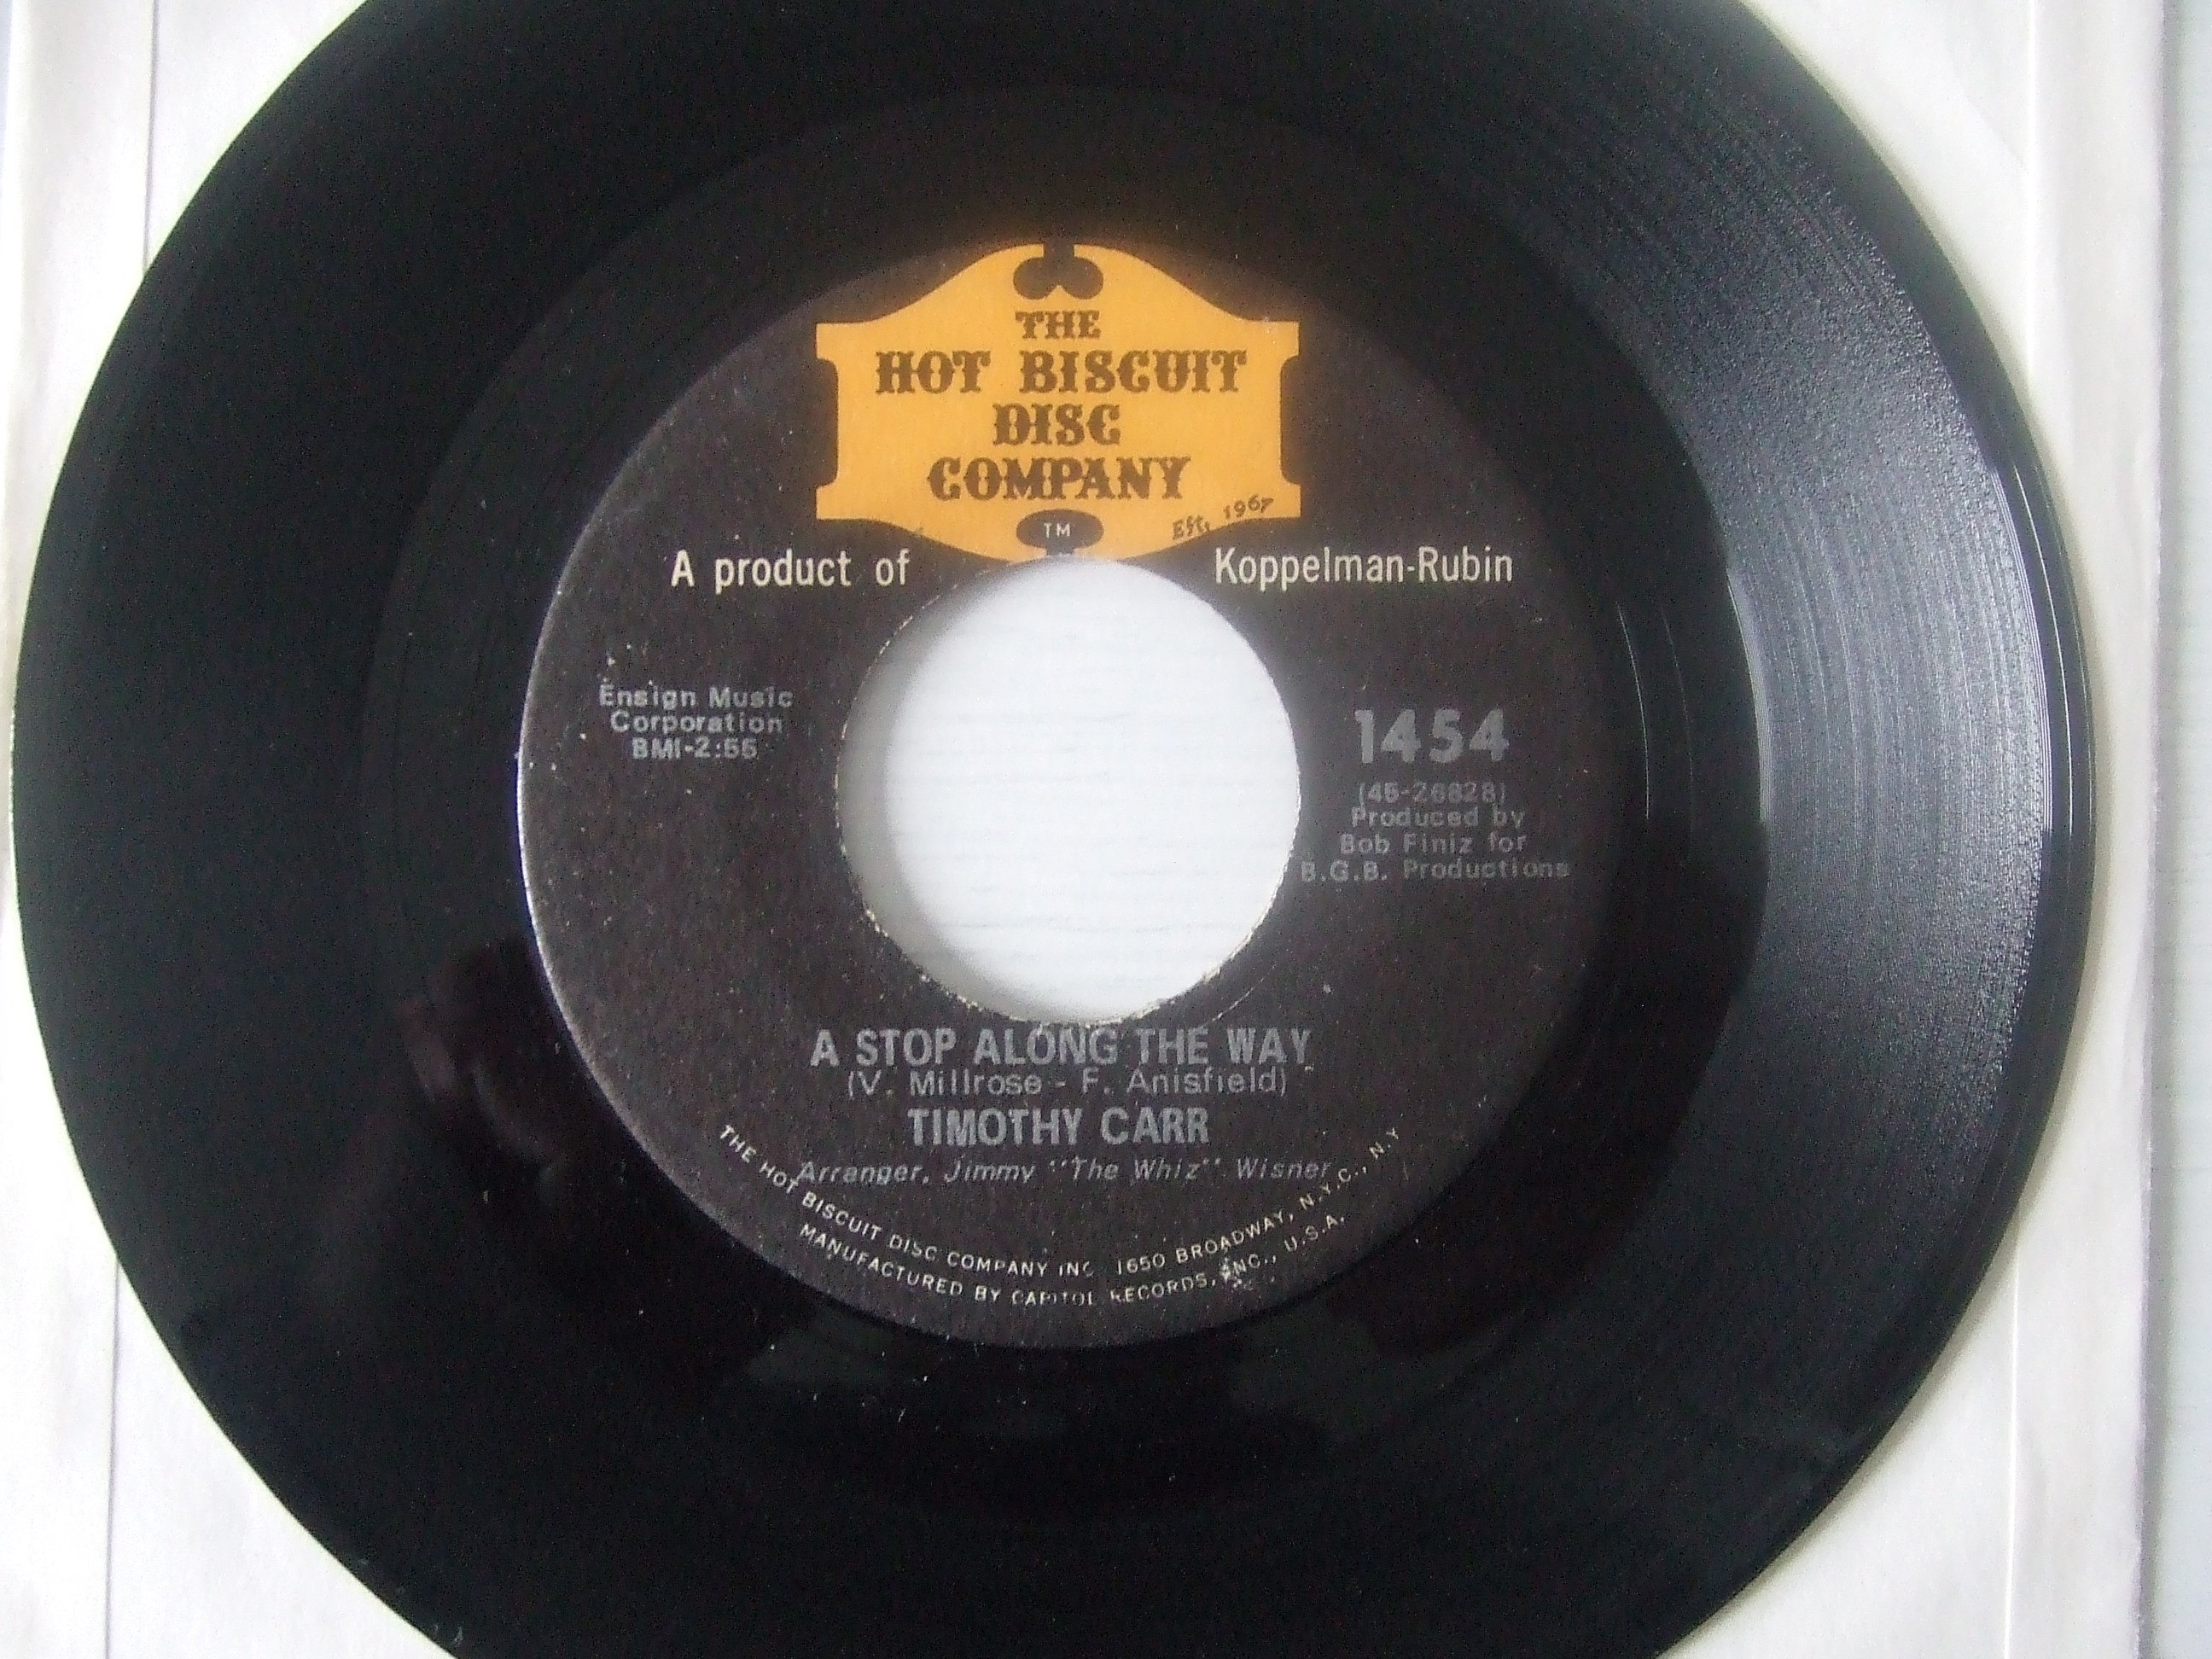 THE
HOT BISCUIT
DISC
COMPANY
TM
Est. 1967
A product of Koppelman-Rubin
Ensign Music
Corporation
BMI-2:56
1454
(45-26828)
Produced by
Bob Finiz for
B.G.B. Productions
A STOP ALONG THE WAY
(V. Millrose - F. Anisfield)
TIMOTHY CARR
Arranger, Jimmy "The Whiz" Wisner
THE HOT BISCUIT DISC COMPANY INC 1650 BROADWAY, N.Y.C., N.Y
MANUFACTURED BY CAPITOL RECORDS, INC., U.S.A.